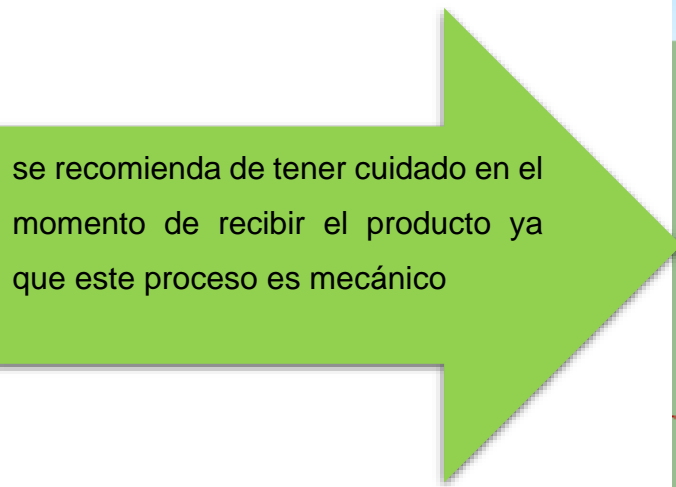 se recomienda de tener cuidado en el
momento de recibir el producto ya
que este proceso es mecánico